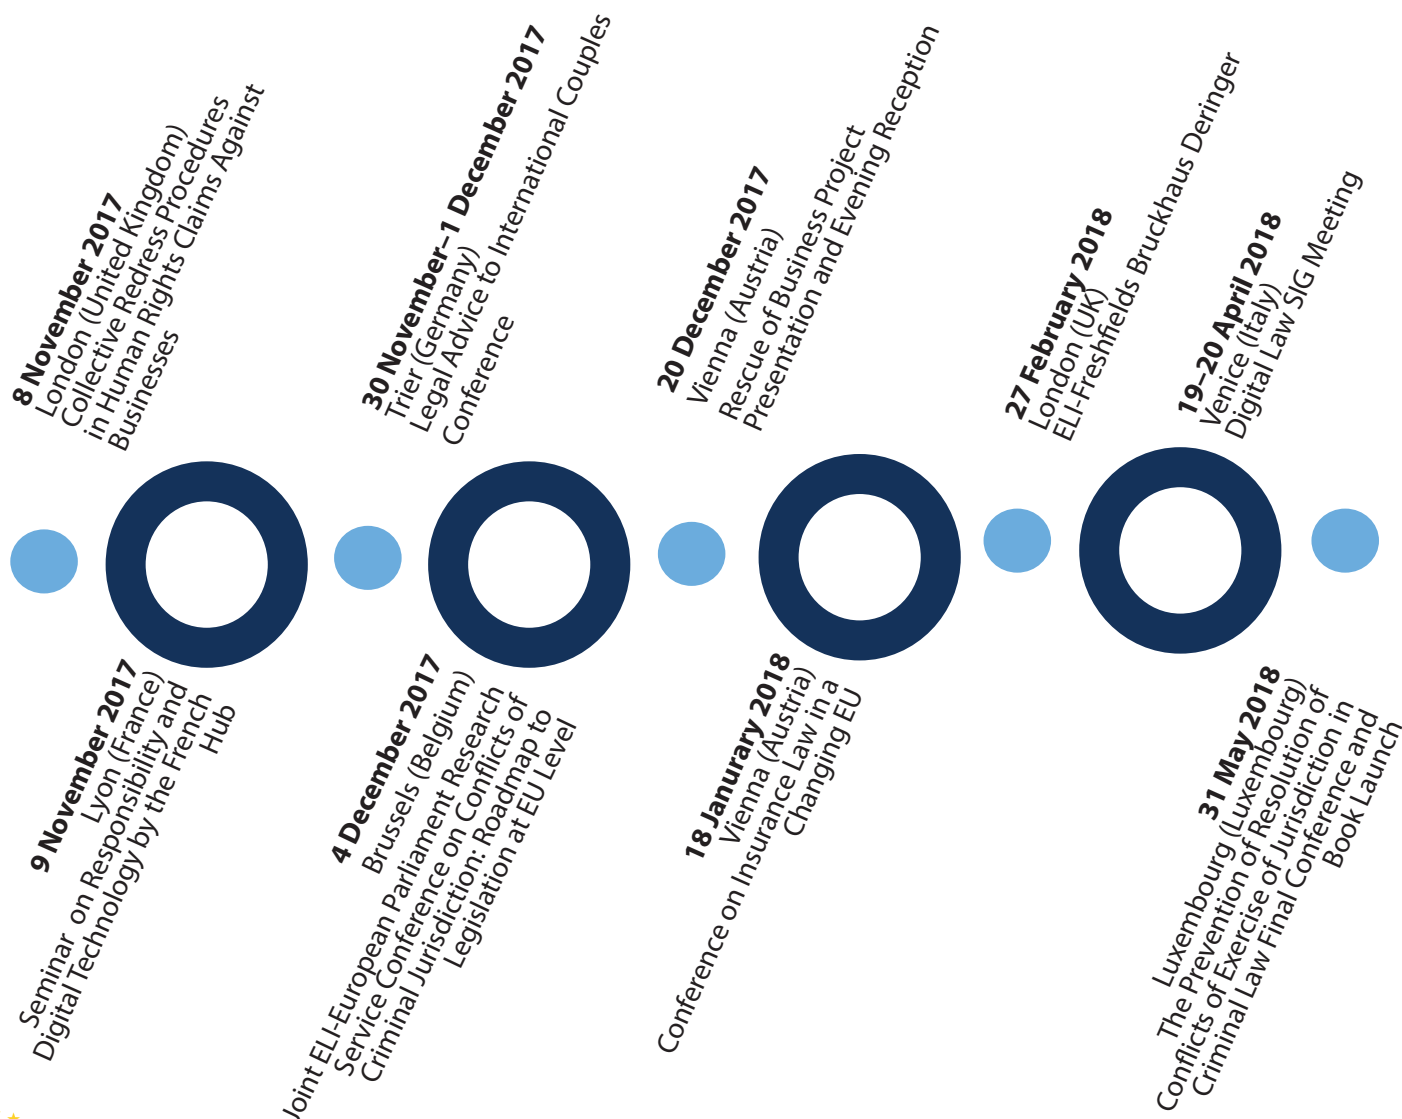 8 November 2017
London (United Kingdom)
Collective Redress Procedures
in Human Rights Claims Against
Businesses
30 November–1 December 2017
Trier (Germany)
Legal Advice to International Couples
Conference
20 December 2017
Vienna (Austria)
Rescue of Business Project
Presentation and Evening Reception
27 February 2018
London (UK)
ELI-Freshfields Bruckhaus Deringer
19–20 April 2018
Venice (Italy)
Digital Law SIG Meeting
9 November 2017
Lyon (France)
Seminar on Responsibility and
Digital Technology by the French
Hub
4 December 2017
Brussels (Belgium)
Joint ELI-European Parliament Research
Service Conference on Conflicts of
Criminal Jurisdiction: Roadmap to
Legislation at EU Level
18 Janurary 2018
Vienna (Austria)
Conference on Insurance Law in a
Changing EU
31 May 2018
Luxembourg (Luxembourg)
The Prevention of Resolution of
Conflicts of Exercise of Jurisdiction in
Criminal Law Final Conference and
Book Launch